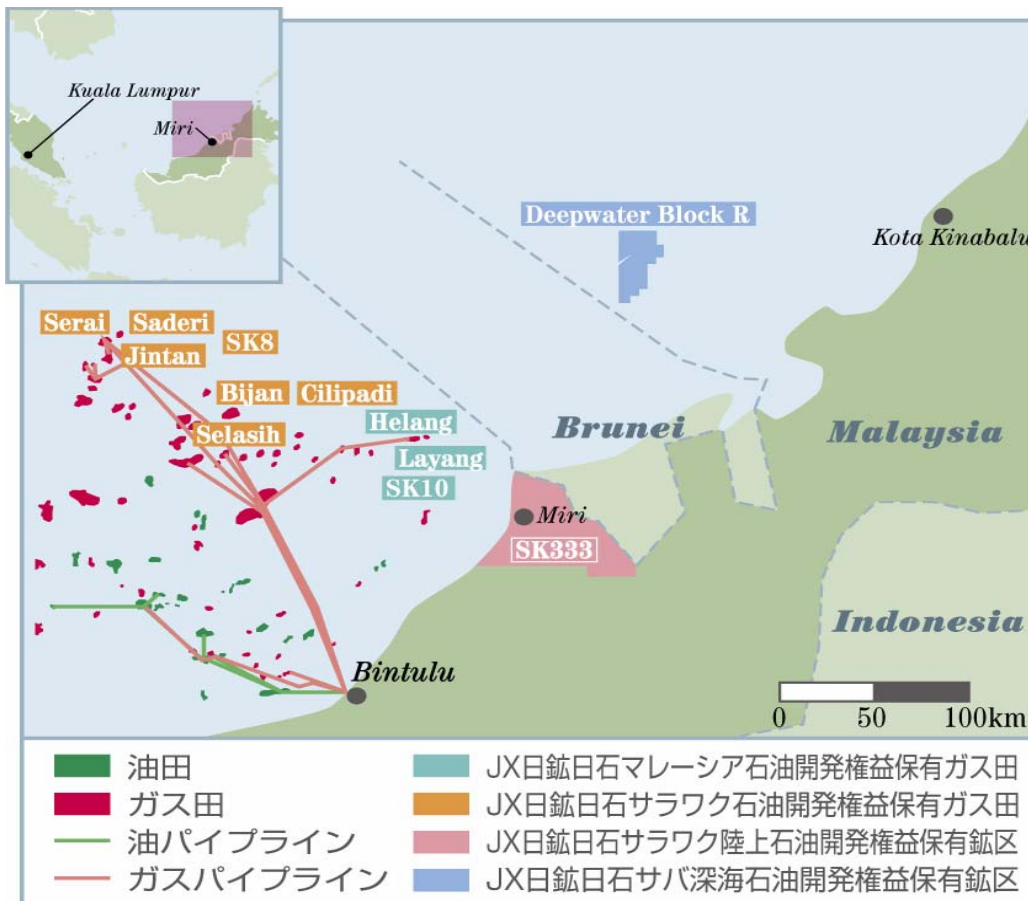 Kuala Lumpur
Miri
Deepwater Block R
Kota Kinabalu
Serai
Saderi
SK8
Jintan
Bijan
Cilipadi
Selasih
Helang
Layang
SK10
Brunei
Malaysia
Miri
SK333
Indonesia
Bintulu
0 50 100km
油田
ガス田
油パイプライン
ガスパイプライン
JX日鉱日石マレーシア石油開発権益保有ガス田
JX日鉱日石サラワク石油開発権益保有ガス田
JX日鉱日石サラワク陸上石油開発権益保有鉱区
JX日鉱日石サバ深海石油開発権益保有鉱区